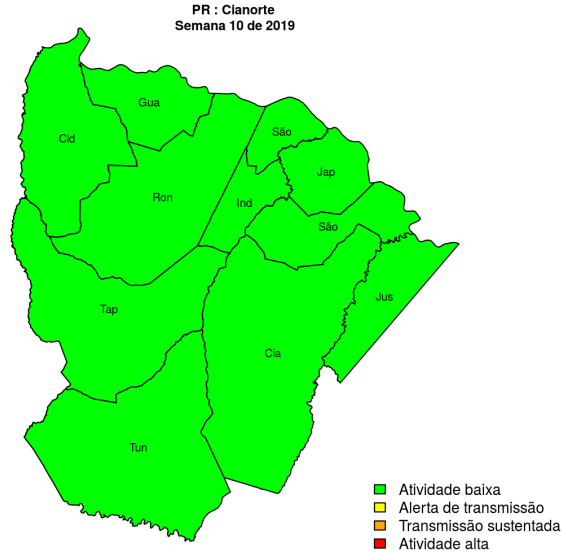 PR : Cianorte
Semana 10 de 2019
Gua
São
Cid
Jap
Ron
Ind
São
Jus
Tap
Cia
Tun
Atividade baixa
Alerta de transmissão
Transmissão sustentada
Atividade alta